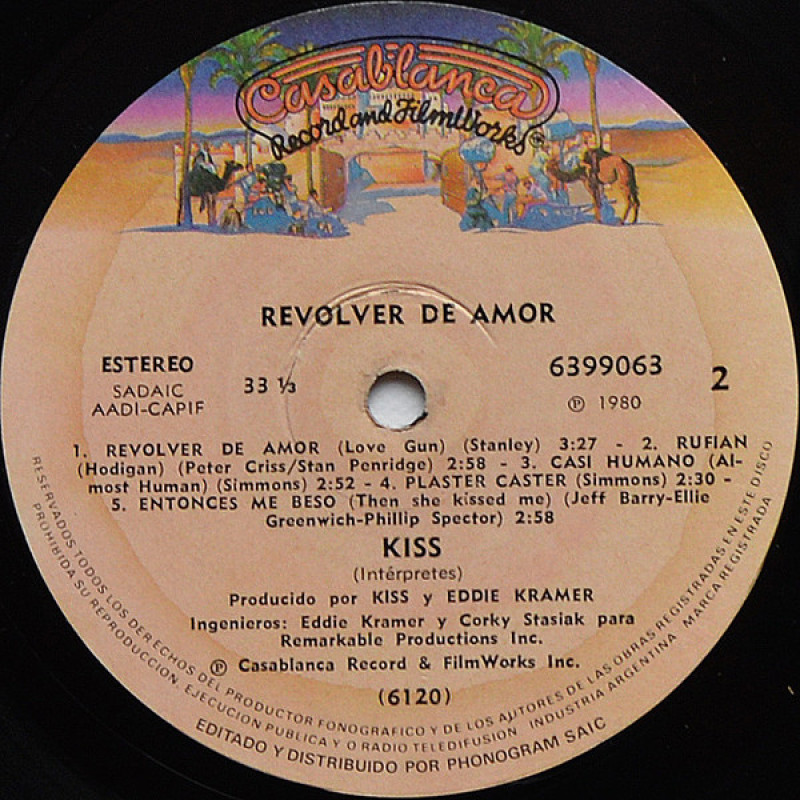 Casablanca
Record and FilmWorks
REVOLVER DE AMOR
ESTEREO
SADAIC
AADI-CAPIF
33 ⅓
6399063
℗ 1980
2
1. REVOLVER DE AMOR (Love Gun) (Stanley) 3:27 - 2. RUFIAN
(Hodigan) (Peter Criss/Stan Penridge) 2:58 - 3. CASI HUMANO (Al-
most Human) (Simmons) 2:52 - 4. PLASTER CASTER (Simmons) 2:30 -
5. ENTONCES ME BESO (Then she kissed me) (Jeff Barry-Ellie
Greenwich-Phillip Spector) 2:58
KISS
(Intérpretes)
Producido por KISS y EDDIE KRAMER
Ingenieros: Eddie Kramer y Corky Stasiak para
Remarkable Productions Inc.
℗ Casablanca Record & FilmWorks Inc.
(6120)
RESERVADOS TODOS LOS DERECHOS DEL PRODUCTOR FONOGRAFICO Y DE LOS AUTORES DE LAS OBRAS REGISTRADAS EN ESTE DISCO
PROHIBIDA SU REPRODUCCION, EJECUCION PUBLICA Y O RADIO TELEDIFUSION INDUSTRIA ARGENTINA MARCA REGISTRADA
EDITADO Y DISTRIBUIDO POR PHONOGRAM SAIC